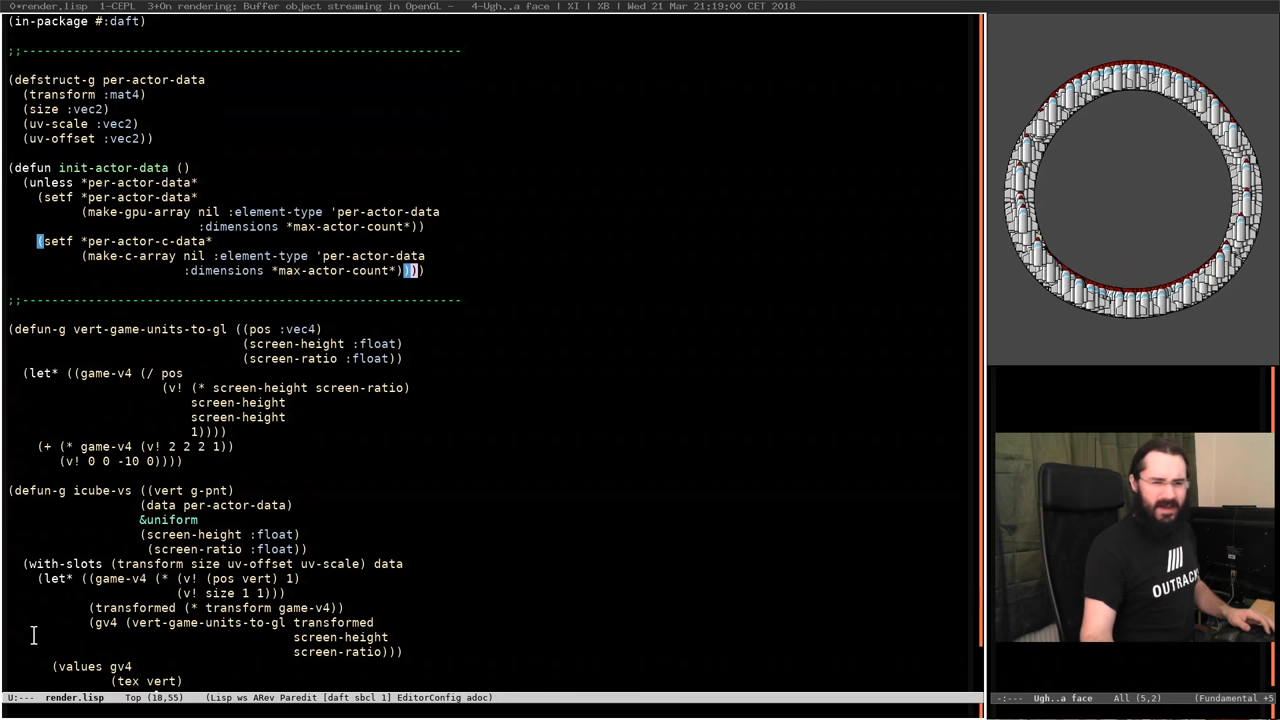 0*render.lisp  1-CEPL  3+On rendering: Buffer object streaming in OpenGL -  4-Ugh..a face | XI | %B | Wed 21 Mar 21:19:00 CET 2018
(in-package #:daft)
;;------------------------------------------------------------
(defstruct-g per-actor-data
(transform :mat4)
(size :vec2)
(uv-scale :vec2)
(uv-offset :vec2))
(defun init-actor-data ()
(unless *per-actor-data*
(setf *per-actor-data*
(make-gpu-array nil :element-type 'per-actor-data
:dimensions *max-actor-count*))
(setf *per-actor-c-data*
(make-c-array nil :element-type 'per-actor-data
:dimensions *max-actor-count*))))
;;------------------------------------------------------------
(defun-g vert-game-units-to-gl ((pos :vec4)
(screen-height :float)
(screen-ratio :float))
(let* ((game-v4 (/ pos
(v! (* screen-height screen-ratio)
screen-height
screen-height
1))))
(+ (* game-v4 (v! 2 2 2 1))
(v! 0 0 -10 0))))
(defun-g icube-vs ((vert g-pnt)
(data per-actor-data)
&uniform
(screen-height :float)
(screen-ratio :float))
(with-slots (transform size uv-offset uv-scale) data
(let* ((game-v4 (* (v! (pos vert) 1)
(v! size 1 1)))
(transformed (* transform game-v4))
(gv4 (vert-game-units-to-gl transformed
screen-height
screen-ratio)))
(values gv4
(tex vert)
U:---  render.lisp  Top (18,55)  (Lisp ws ARev Paredit [daft sbcl 1] EditorConfig adoc)
OUTRACKS
-:---  Ugh..a face  All (5,2)  (Fundamental +5